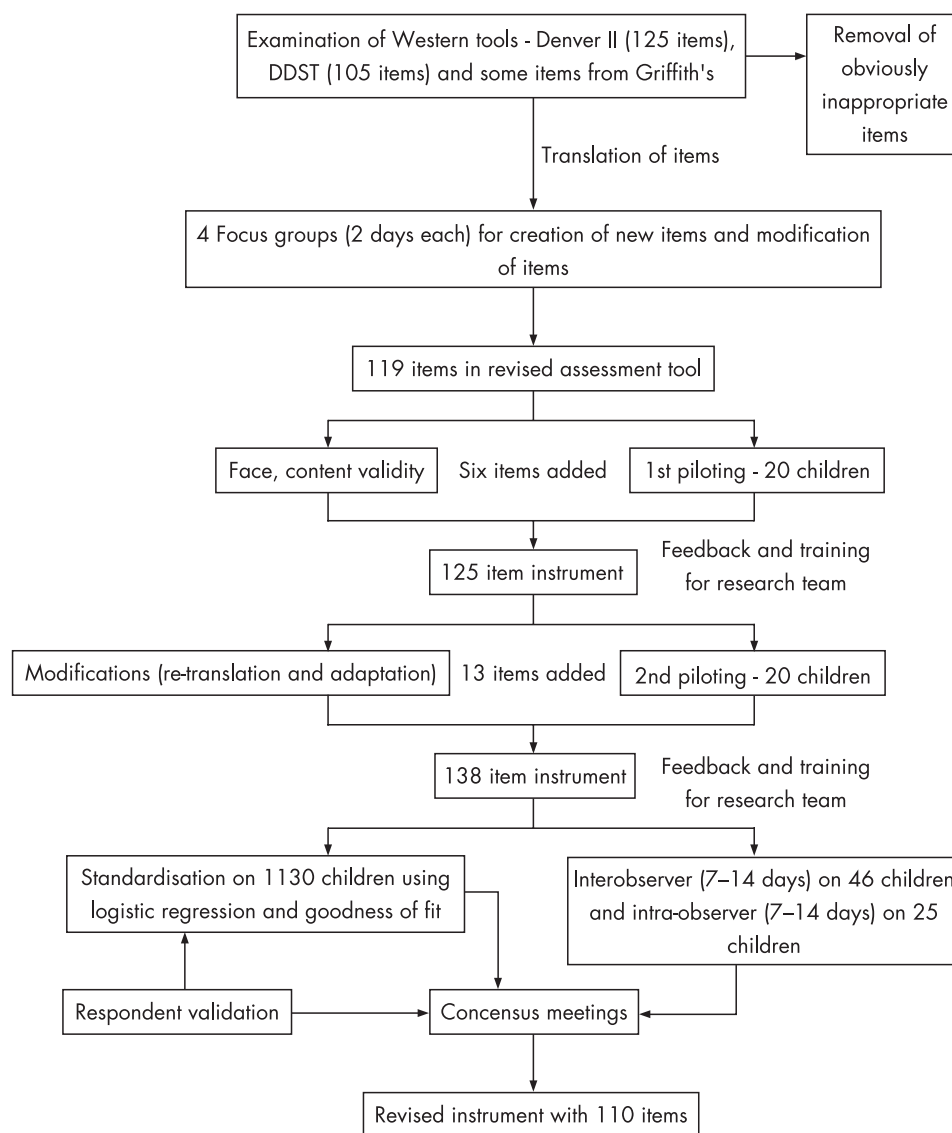 Examination of Western tools - Denver II (125 items),
DDST (105 items) and some items from Griffith's
Removal of
obviously
inappropriate
items
Translation of items
4 Focus groups (2 days each) for creation of new items and modification
of items
119 items in revised assessment tool
Face, content validity
Six items added
1st piloting - 20 children
125 item instrument
Feedback and training
for research team
Modifications (re-translation and adaptation)
13 items added
2nd piloting - 20 children
138 item instrument
Feedback and training
for research team
Standardisation on 1130 children using
logistic regression and goodness of fit
Interobserver (7–14 days) on 46 children
and intra-observer (7–14 days) on 25
children
Respondent validation
Concensus meetings
Revised instrument with 110 items